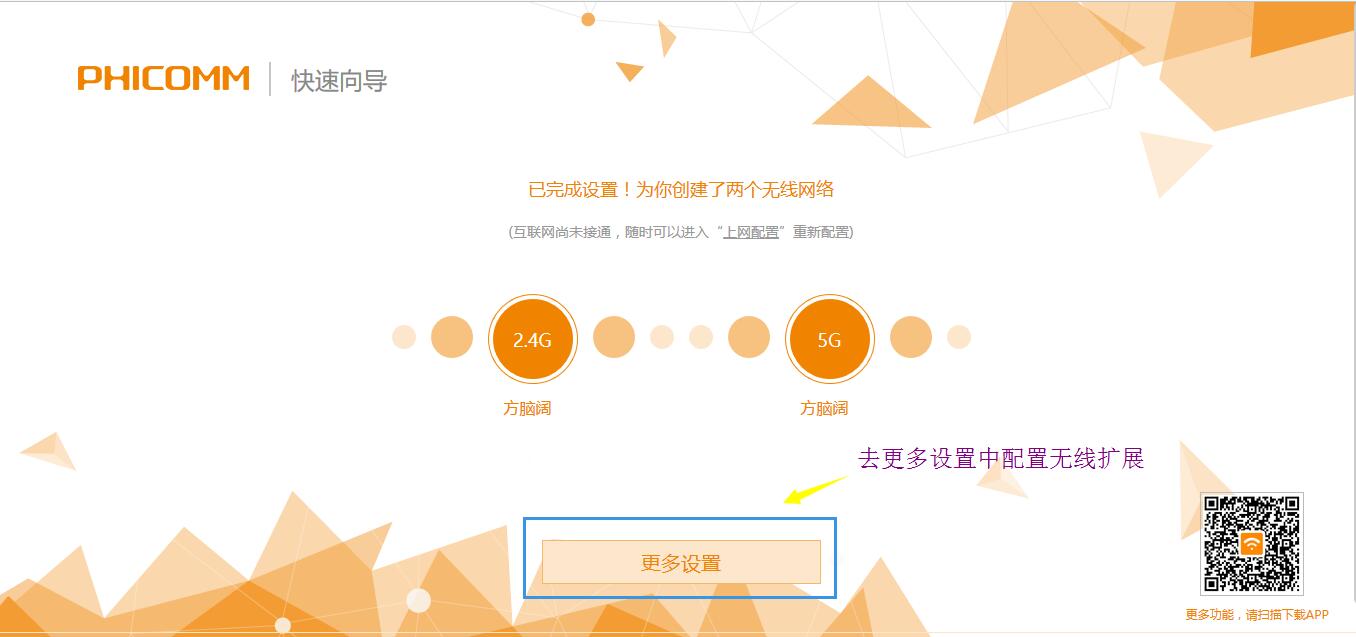 PHICOMM 快速向导
已完成设置！为你创建了两个无线网络
(互联网尚未接通，随时可以进入“上网配置”重新配置)
2.4G 5G
方脑阔 方脑阔
去更多设置中配置无线扩展
更多设置
更多功能，请扫描下载APP